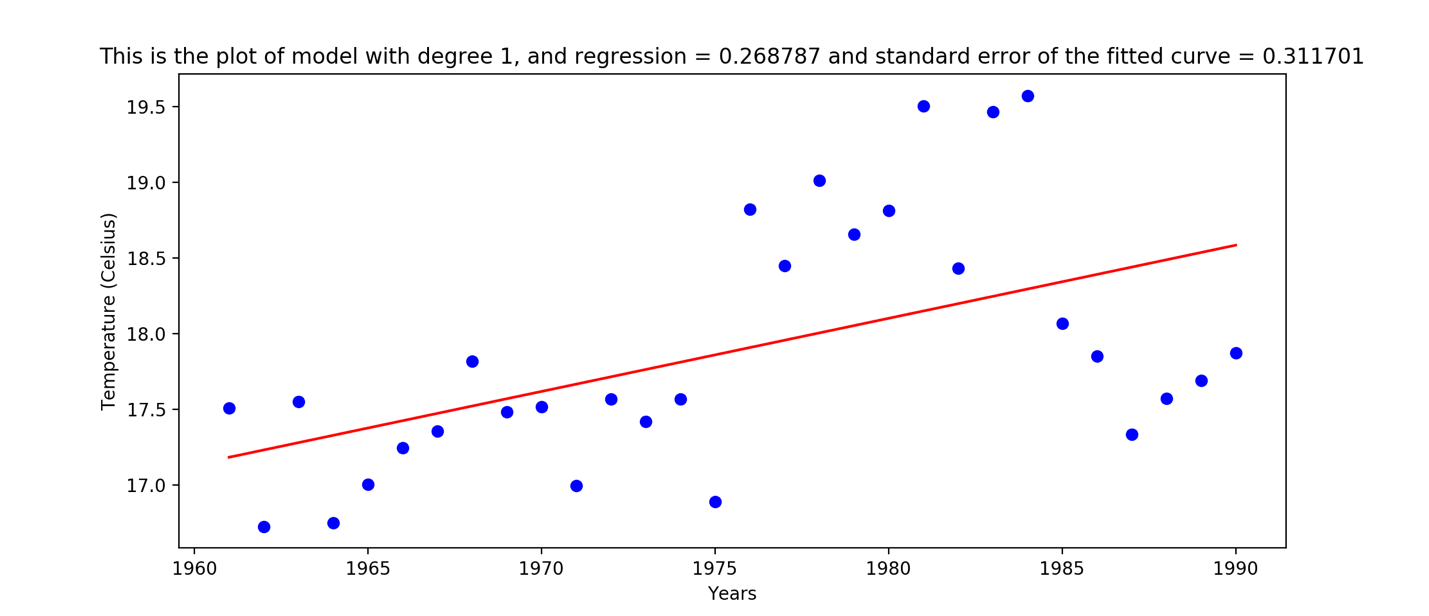 This is the plot of model with degree 1, and regression = 0.268787 and standard error of the fitted curve = 0.311701
19.5
19.0
18.5
18.0
17.5
17.0
Temperature (Celsius)
1960 1965 1970 1975 1980 1985 1990
Years